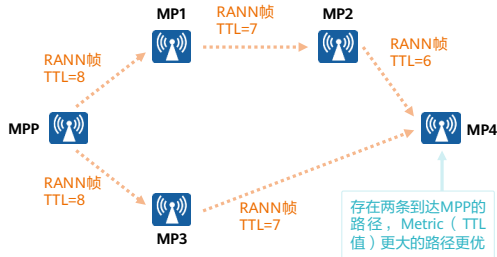 MP1
MP2
RANN帧
TTL=7
RANN帧
TTL=6
RANN帧
TTL=8
MPP
MP4
RANN帧
TTL=8
RANN帧
TTL=7
MP3
存在两条到达MPP的
路径，Metric（TTL
值）更大的路径更优